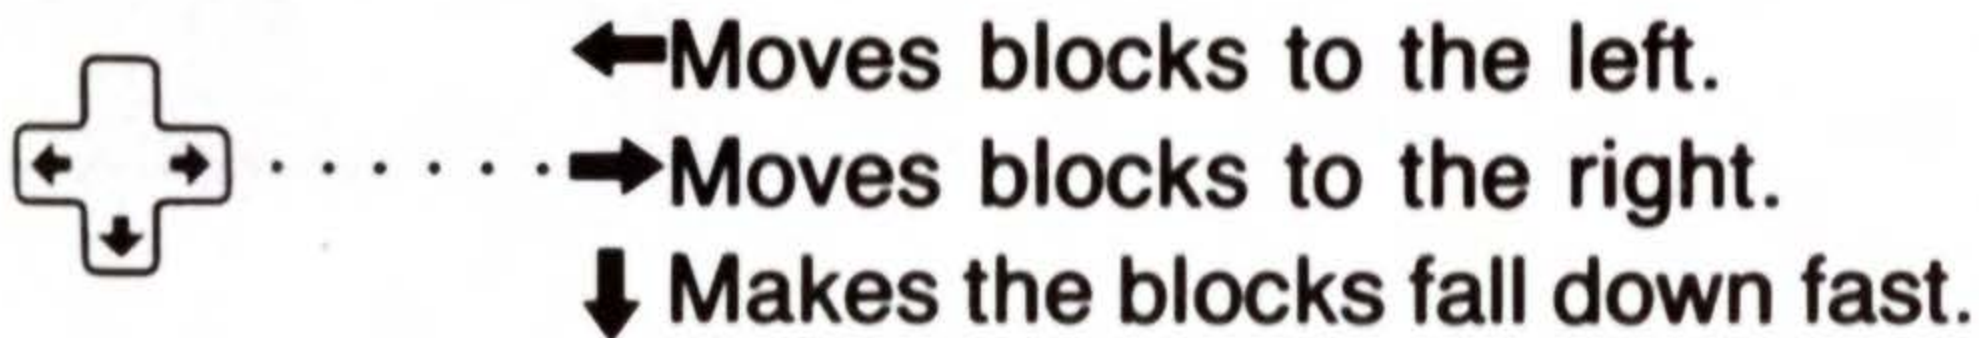 ←Moves blocks to the left.
→Moves blocks to the right.
↓ Makes the blocks fall down fast.